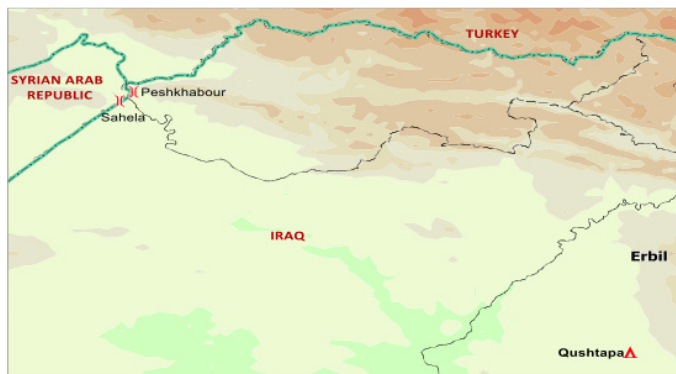 TURKEY
SYRIAN ARAB
REPUBLIC
Peshkhabour
Sahela
IRAQ
Erbil
Qushtapa